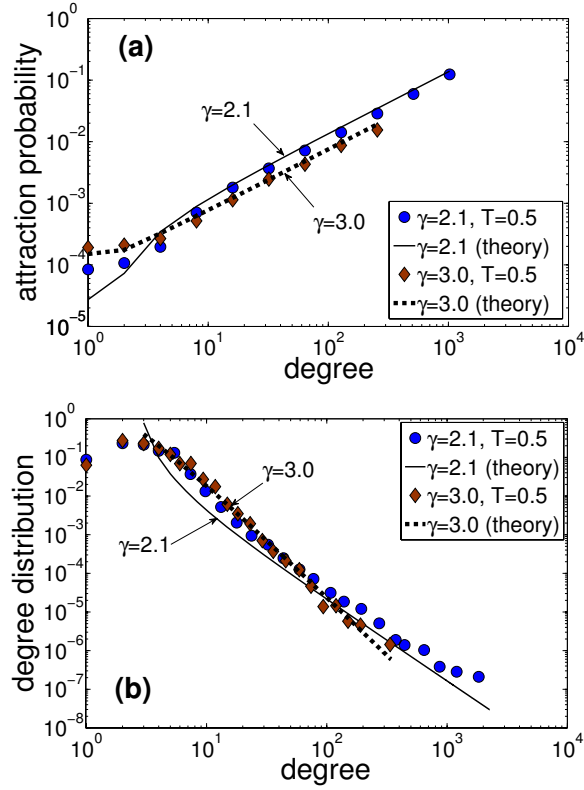 (a)
attraction probability
10^0
10^-1
10^-2
10^-3
10^-4
10^-5
γ=2.1
γ=3.0
γ=2.1, T=0.5
γ=2.1 (theory)
γ=3.0, T=0.5
γ=3.0 (theory)
10^0 10^1 10^2 10^3 10^4
degree
(b)
degree distribution
10^0
10^-1
10^-2
10^-3
10^-4
10^-5
10^-6
10^-7
10^-8
γ=3.0
γ=2.1
γ=2.1, T=0.5
γ=2.1 (theory)
γ=3.0, T=0.5
γ=3.0 (theory)
10^0 10^1 10^2 10^3 10^4
degree